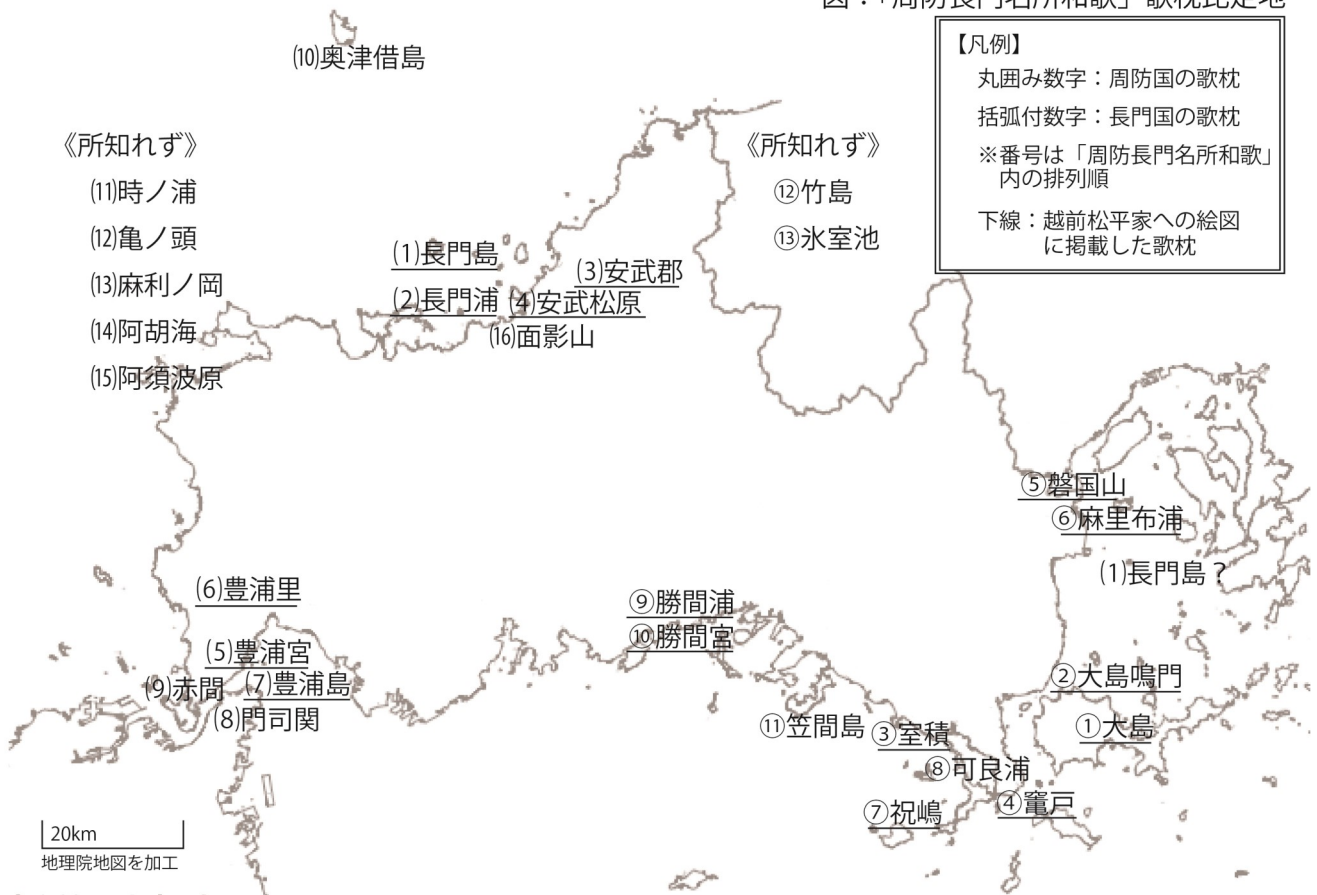 図：「周防長門名所和歌」歌枕比定地
【凡例】
丸囲み数字：周防国の歌枕
括弧付数字：長門国の歌枕
※番号は「周防長門名所和歌」
内の排列順
下線：越前松平家への絵図
に掲載した歌枕
⑽奥津借島
《所知れず》
⑾時ノ浦
⑿亀ノ頭
⒀麻利ノ岡
⒁阿胡海
⒂阿須波原
《所知れず》
⑫竹島
⑬氷室池
⑴長門島
⑵長門浦
⑶安武郡
⑷安武松原
⒃面影山
⑤磐国山
⑥麻里布浦
⑴長門島？
⑹豊浦里
⑸豊浦宮
⑺豊浦島
⑼赤間
⑻門司関
⑨勝間浦
⑩勝間宮
②大島鳴門
①大島
⑪笠間島
③室積
⑧可良浦
④竃戸
⑦祝嶋
20km
地理院地図を加工